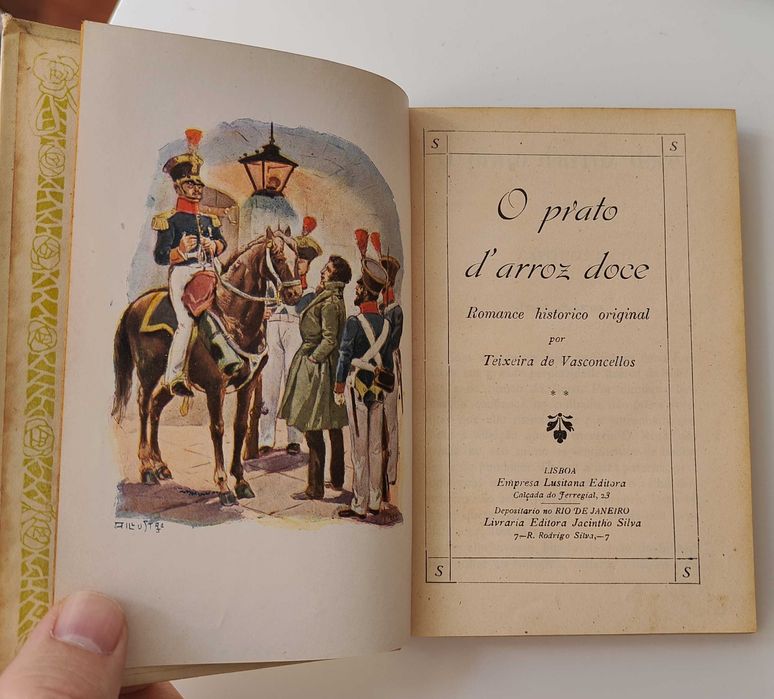 S
S
O prato
d'arroz doce
Romance historico original
por
Teixeira de Vasconcellos
* *
LISBOA
Empresa Lusitana Editora
Calçada do Ferregial, 23
Depositario no RIO DE JANEIRO
Livraria Editora Jacintho Silva
7—R. Rodrigo Silva,—7
S
S